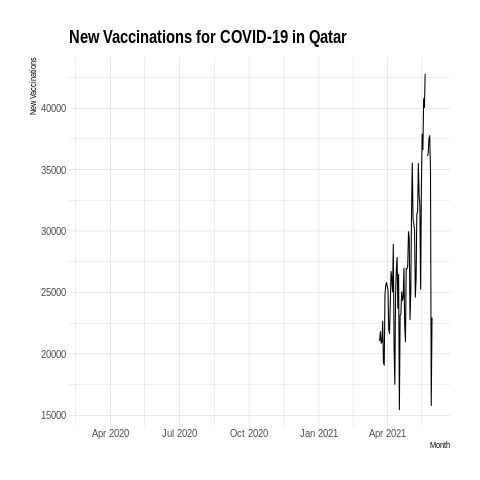 New Vaccinations for COVID-19 in Qatar
New Vaccinations
40000
35000
30000
25000
20000
15000
Apr 2020 Jul 2020 Oct 2020 Jan 2021 Apr 2021
Month